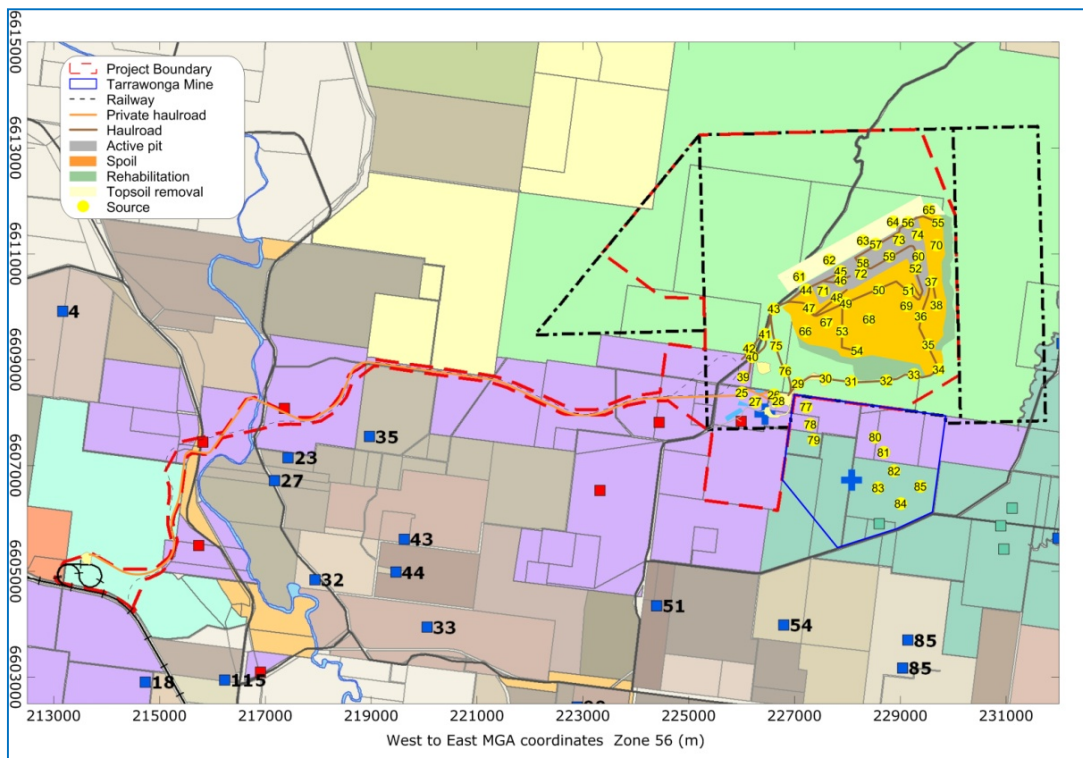 6615000
6613000
6611000
6609000
6607000
6605000
6603000
Project Boundary
Tarrawonga Mine
Railway
Private haulroad
Haulroad
Active pit
Spoil
Rehabilitation
Topsoil removal
Source
65
64 56 55
63 57 73 74 70
62 58 59 60
61 45 46 72 52
44 71 50 51 37
43 47 48 49 69 38
66 67 53 68 36
41 42 75 40 54 35
39 76 34
25 26 29 30 31 32 33
27 28 77
78
79 80
81
82
83 85
84
4
35
23
27
43
44
32
33
51
54
85
85
18
115
213000 215000 217000 219000 221000 223000 225000 227000 229000 231000
West to East MGA coordinates Zone 56 (m)